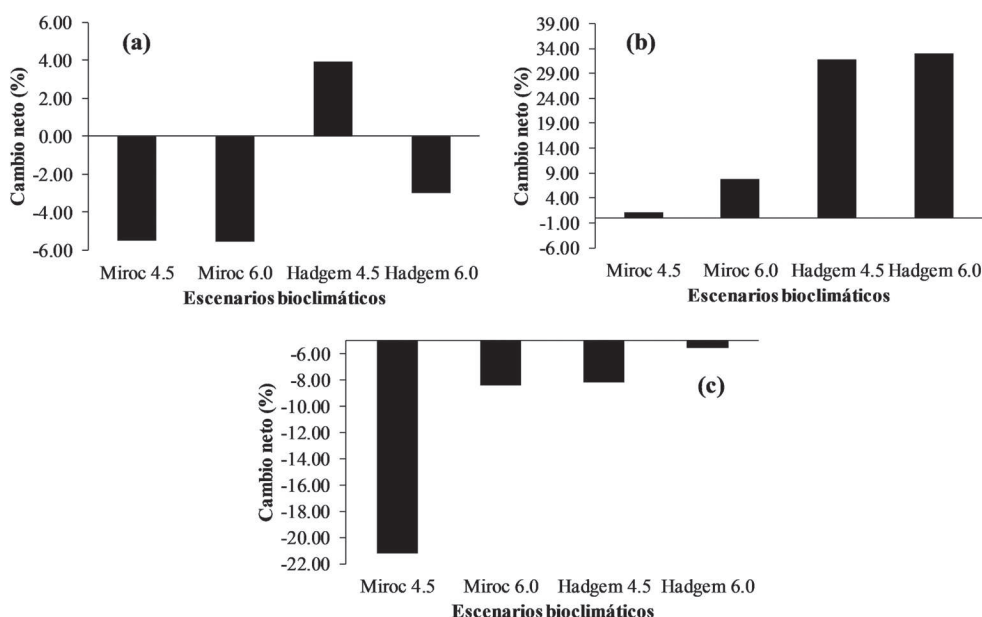 (a)
Cambio neto (%)
6.00
4.00
2.00
0.00
-2.00
-4.00
-6.00
Miroc 4.5 Miroc 6.0 Hadgem 4.5 Hadgem 6.0
Escenarios bioclimáticos
(b)
Cambio neto (%)
39.00
34.00
29.00
24.00
19.00
14.00
9.00
4.00
-1.00
-6.00
Miroc 4.5 Miroc 6.0 Hadgem 4.5 Hadgem 6.0
Escenarios bioclimáticos
(c)
Cambio neto (%)
-6.00
-8.00
-10.00
-12.00
-14.00
-16.00
-18.00
-20.00
-22.00
Miroc 4.5 Miroc 6.0 Hadgem 4.5 Hadgem 6.0
Escenarios bioclimáticos